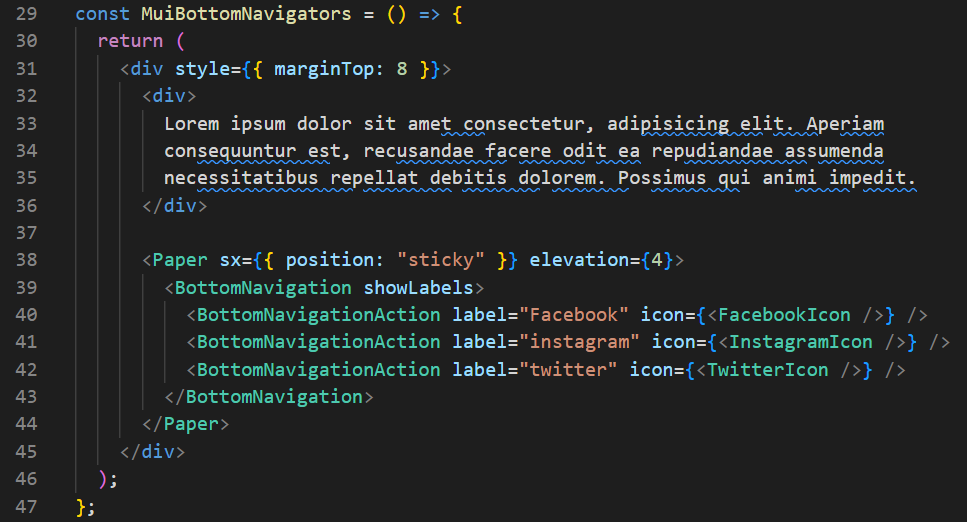 29 const MuiBottomNavigators = () => {
30   return (
31     <div style={{ marginTop: 8 }}>
32       <div>
33         Lorem ipsum dolor sit amet consectetur, adipisicing elit. Aperiam
34         consequuntur est, recusandae facere odit ea repudiandae assumenda
35         necessitatibus repellat debitis dolorem. Possimus qui animi impedit.
36       </div>
37
38       <Paper sx={{ position: "sticky" }} elevation={4}>
39         <BottomNavigation showLabels>
40           <BottomNavigationAction label="Facebook" icon={<FacebookIcon />} />
41           <BottomNavigationAction label="instagram" icon={<InstagramIcon />} />
42           <BottomNavigationAction label="twitter" icon={<TwitterIcon />} />
43         </BottomNavigation>
44       </Paper>
45     </div>
46   );
47 };